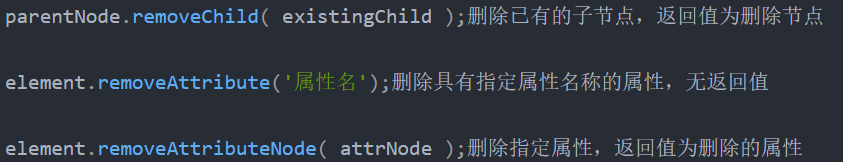 parentNode.removeChild( existingChild );删除已有的子节点，返回值为删除节点
element.removeAttribute('属性名');删除具有指定属性名称的属性，无返回值
element.removeAttributeNode( attrNode );删除指定属性，返回值为删除的属性